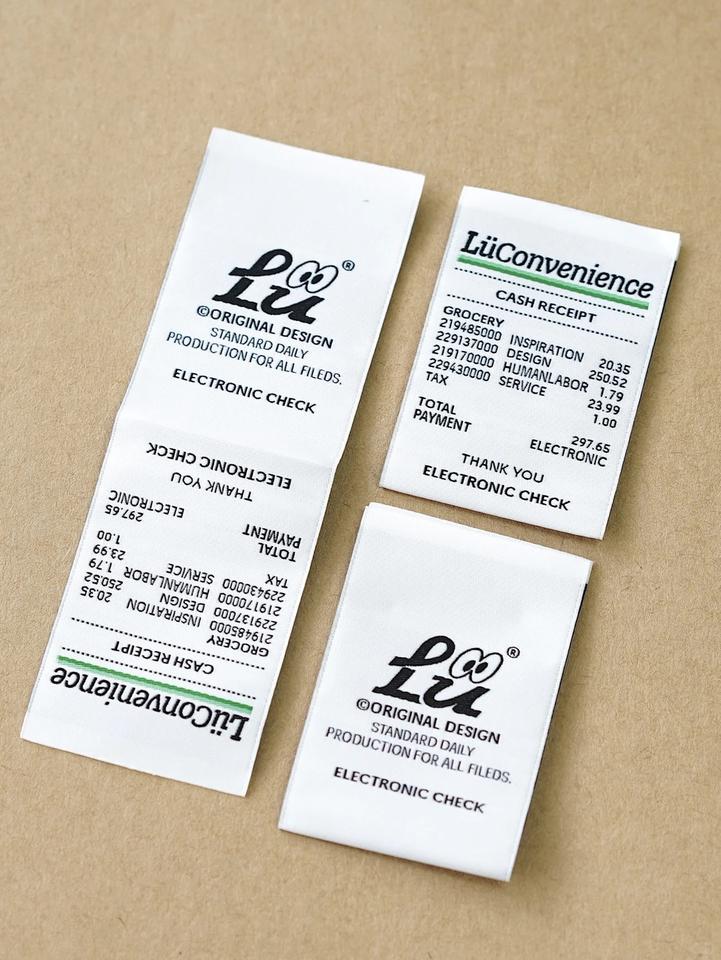 Lü®
©ORIGINAL DESIGN
STANDARD DAILY
PRODUCTION FOR ALL FILEDS.
ELECTRONIC CHECK
LüConvenience
CASH RECEIPT
GROCERY
219485000 INSPIRATION 20.35
229137000 DESIGN 250.52
219170000 HUMANLABOR 1.79
229430000 SERVICE 23.99
TAX 1.00
TOTAL 297.65
PAYMENT ELECTRONIC
THANK YOU
ELECTRONIC CHECK
LüConvenience
CASH RECEIPT
GROCERY
219485000 INSPIRATION 20.35
229137000 DESIGN 250.52
219170000 HUMANLABOR 1.79
229430000 SERVICE 23.99
TAX 1.00
TOTAL 297.65
PAYMENT ELECTRONIC
THANK YOU
ELECTRONIC CHECK
Lü®
©ORIGINAL DESIGN
STANDARD DAILY
PRODUCTION FOR ALL FILEDS.
ELECTRONIC CHECK